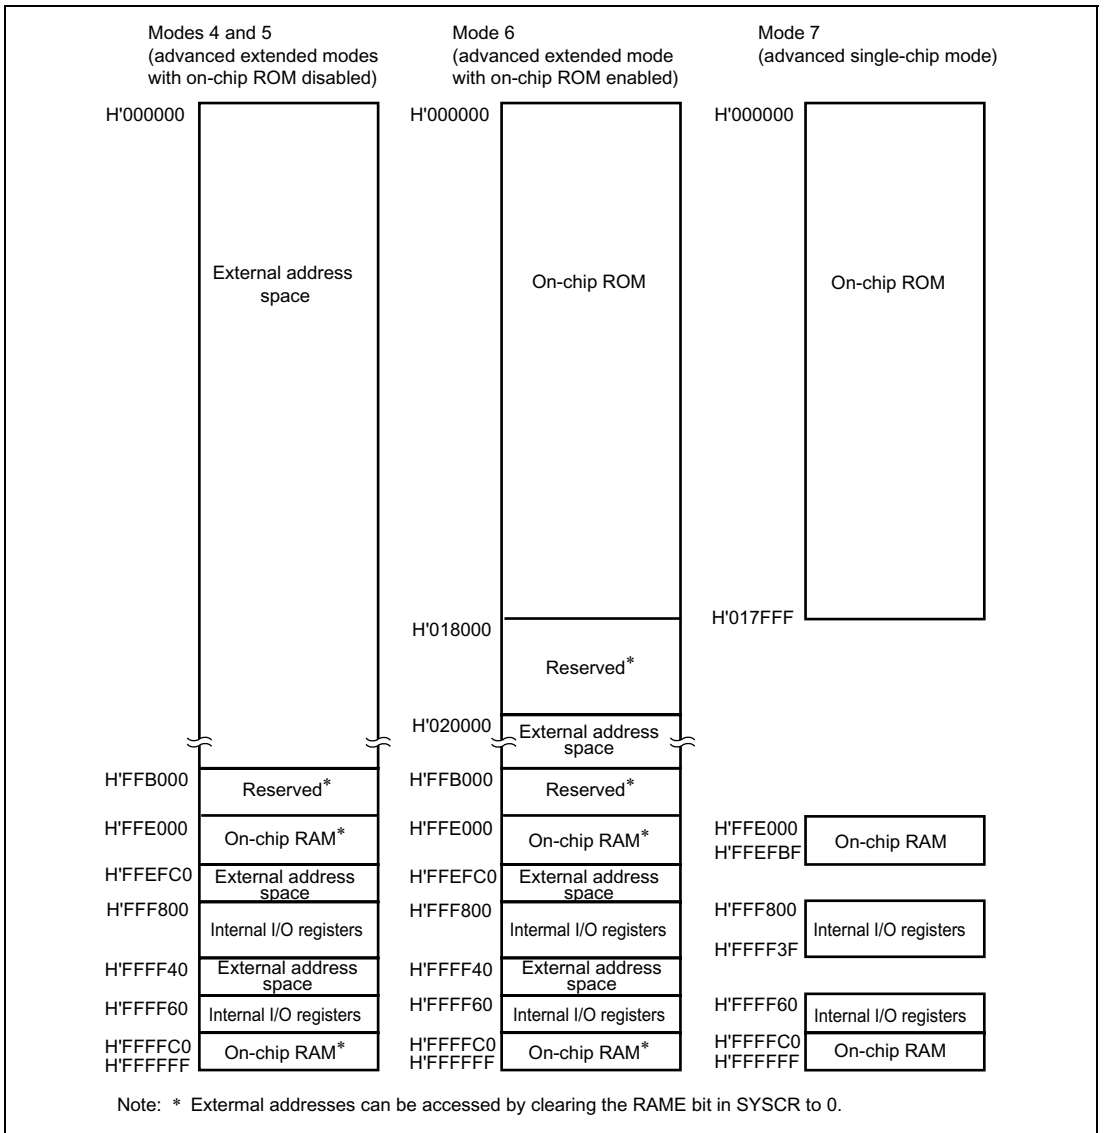 Modes 4 and 5
(advanced extended modes
with on-chip ROM disabled)
H'000000
External address
space
H'FFB000
Reserved*
H'FFE000
On-chip RAM*
H'FFEFC0
External address
space
H'FFF800
Internal I/O registers
H'FFFF40
External address
space
H'FFFF60
Internal I/O registers
H'FFFFC0
On-chip RAM*
H'FFFFFF
Mode 6
(advanced extended mode
with on-chip ROM enabled)
H'000000
On-chip ROM
H'018000
Reserved*
H'020000
External address
space
H'FFB000
Reserved*
H'FFE000
On-chip RAM*
H'FFEFC0
External address
space
H'FFF800
Intermal I/O registers
H'FFFF40
External address
space
H'FFFF60
Internal I/O registers
H'FFFFC0
On-chip RAM*
H'FFFFFF
Mode 7
(advanced single-chip mode)
H'000000
On-chip ROM
H'017FFF
H'FFE000
On-chip RAM
H'FFEFBF
H'FFF800
Internal I/O registers
H'FFFF3F
H'FFFF60
Internal I/O registers
H'FFFFC0
On-chip RAM
H'FFFFFF
Note: * Extermal addresses can be accessed by clearing the RAME bit in SYSCR to 0.